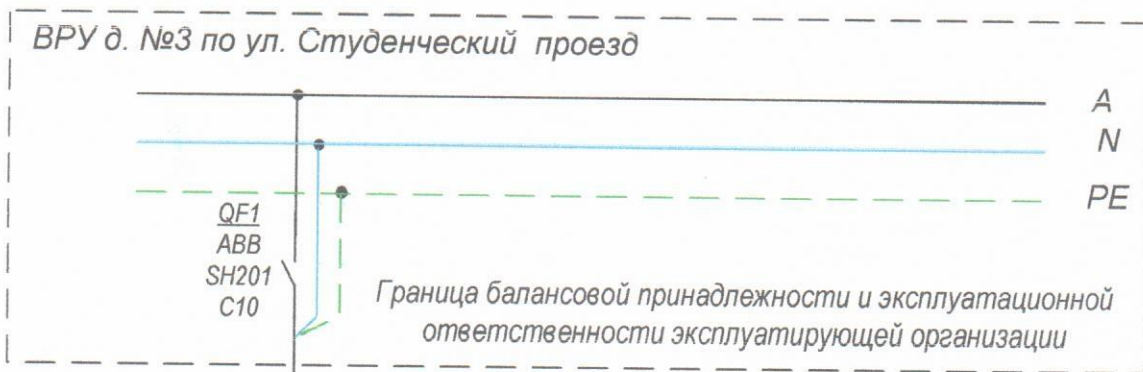 ВРУ д. №3 по ул. Студенческий проезд
A
N
PE
QF1
ABB
SH201
C10
Граница балансовой принадлежности и эксплуатационной
ответственности эксплуатирующей организации